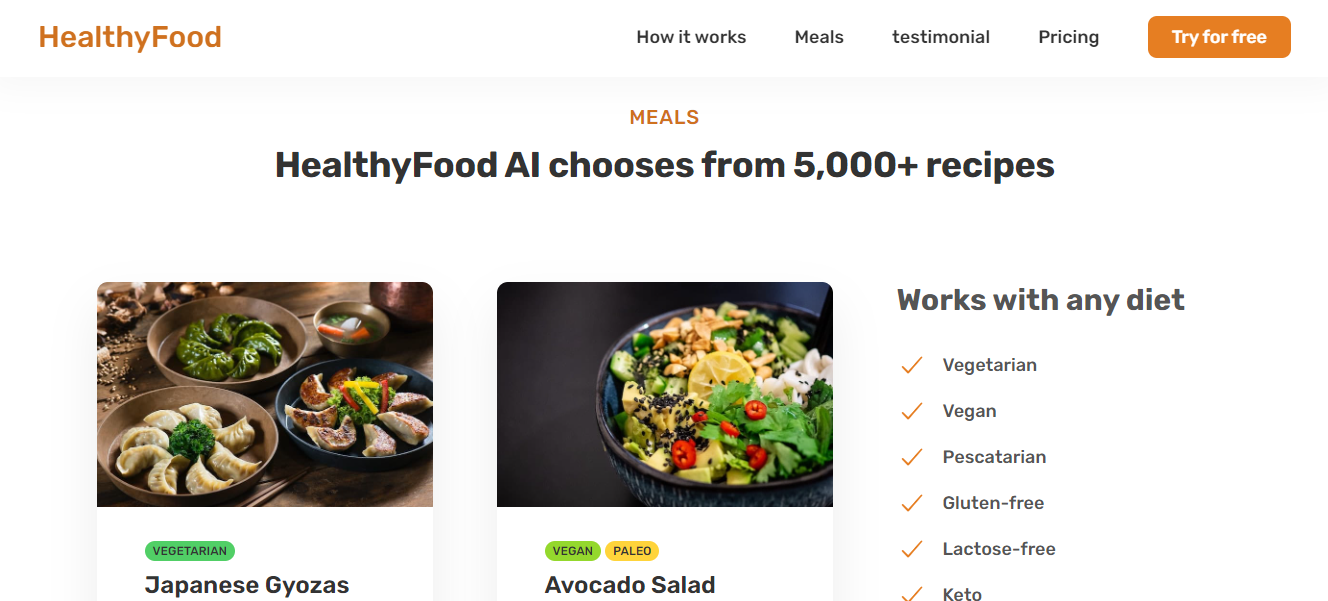 HealthyFood
How it works
Meals
testimonial
Pricing
Try for free
MEALS
HealthyFood AI chooses from 5,000+ recipes
VEGETARIAN
Japanese Gyozas
VEGAN PALEO
Avocado Salad
Works with any diet
Vegetarian
Vegan
Pescatarian
Gluten-free
Lactose-free
Keto